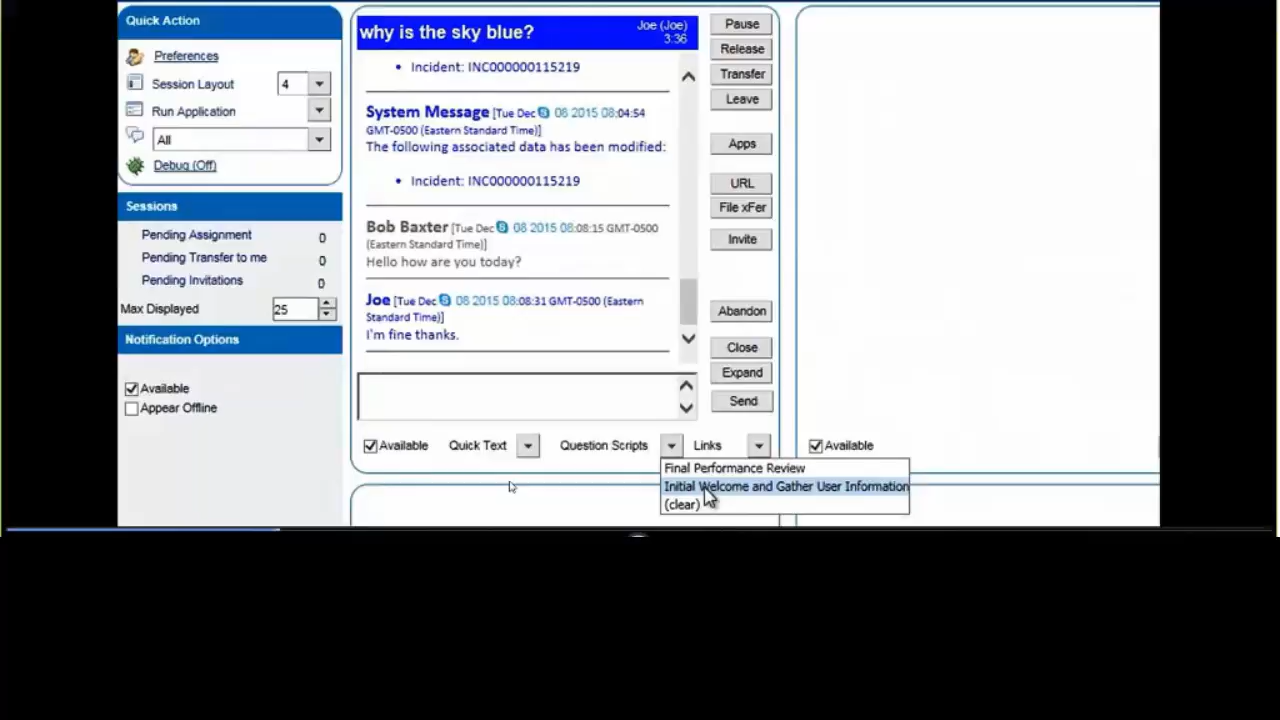 Quick Action
Preferences
Session Layout 4
Run Application
All
Debug (Off)
Sessions
Pending Assignment 0
Pending Transfer to me 0
Pending Invitations 0
Max Displayed 25
Notification Options
Available
Appear Offline
why is the sky blue? Joe (Joe)
3:36
• Incident: INC000000115219
System Message [Tue Dec 08 2015 08:04:54
GMT-0500 (Eastern Standard Time)]
The following associated data has been modified:
• Incident: INC000000115219
Bob Baxter [Tue Dec 08 2015 08:08:15 GMT-0500
(Eastern Standard Time)]
Hello how are you today?
Joe [Tue Dec 08 2015 08:08:31 GMT-0500 (Eastern
Standard Time)]
I'm fine thanks.
Pause
Release
Transfer
Leave
Apps
URL
File xFer
Invite
Abandon
Close
Expand
Send
Available Quick Text Question Scripts Links
Final Performance Review
Initial Welcome and Gather User Information
(clear)
Available